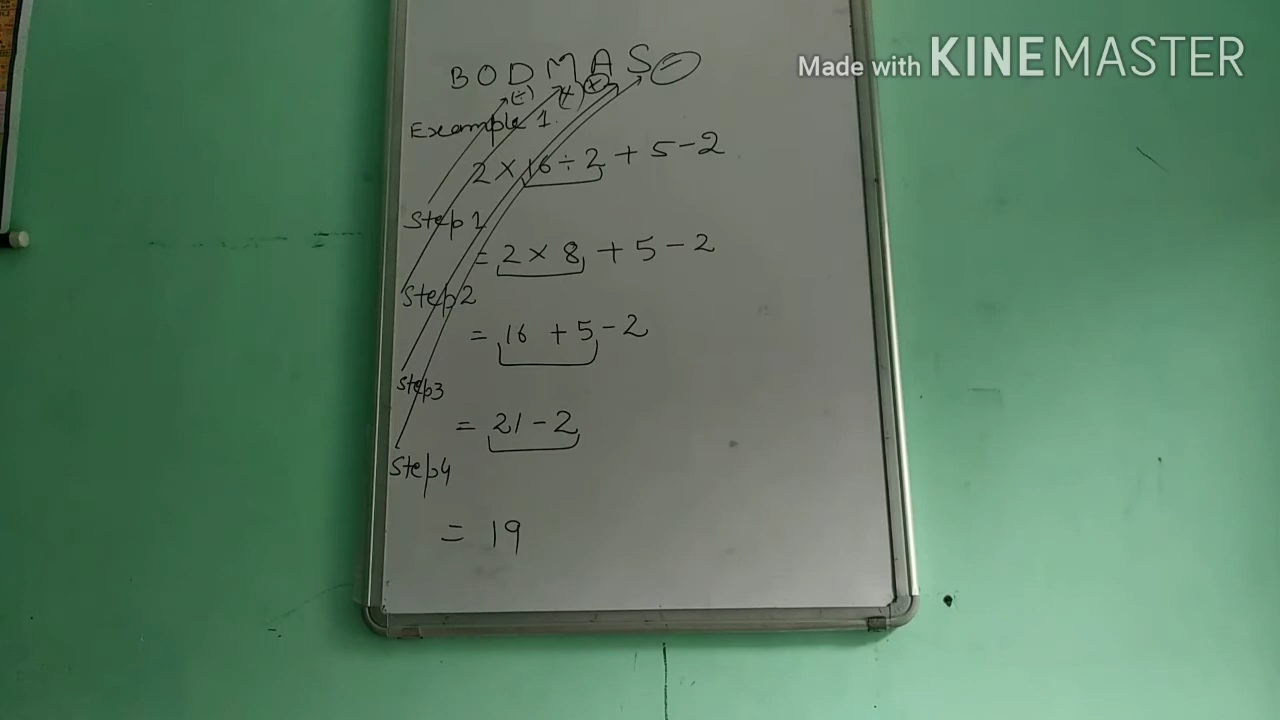 Made with KINEMASTER
BODMAS -
(÷) (×) (+)
Example 1.
2 × 16 ÷ 2 + 5 - 2
Step 1
= 2 × 8 + 5 - 2
Step 2
= 16 + 5 - 2
Step 3
= 21 - 2
Step 4
= 19